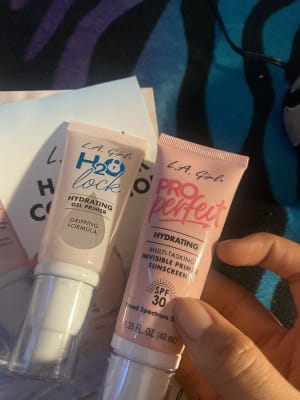 L.A. Girl
H2O
lock
HYDRATING
GEL PRIMER
GRIPPING
FORMULA
L.A. Girl
PRO
perfect
HYDRATING
MULTI-TASKING
INVISIBLE PRIMER
SUNSCREEN
SPF
30
Broad Spectrum
.35 FL. OZ (40 mL)
L.A.
H
CO